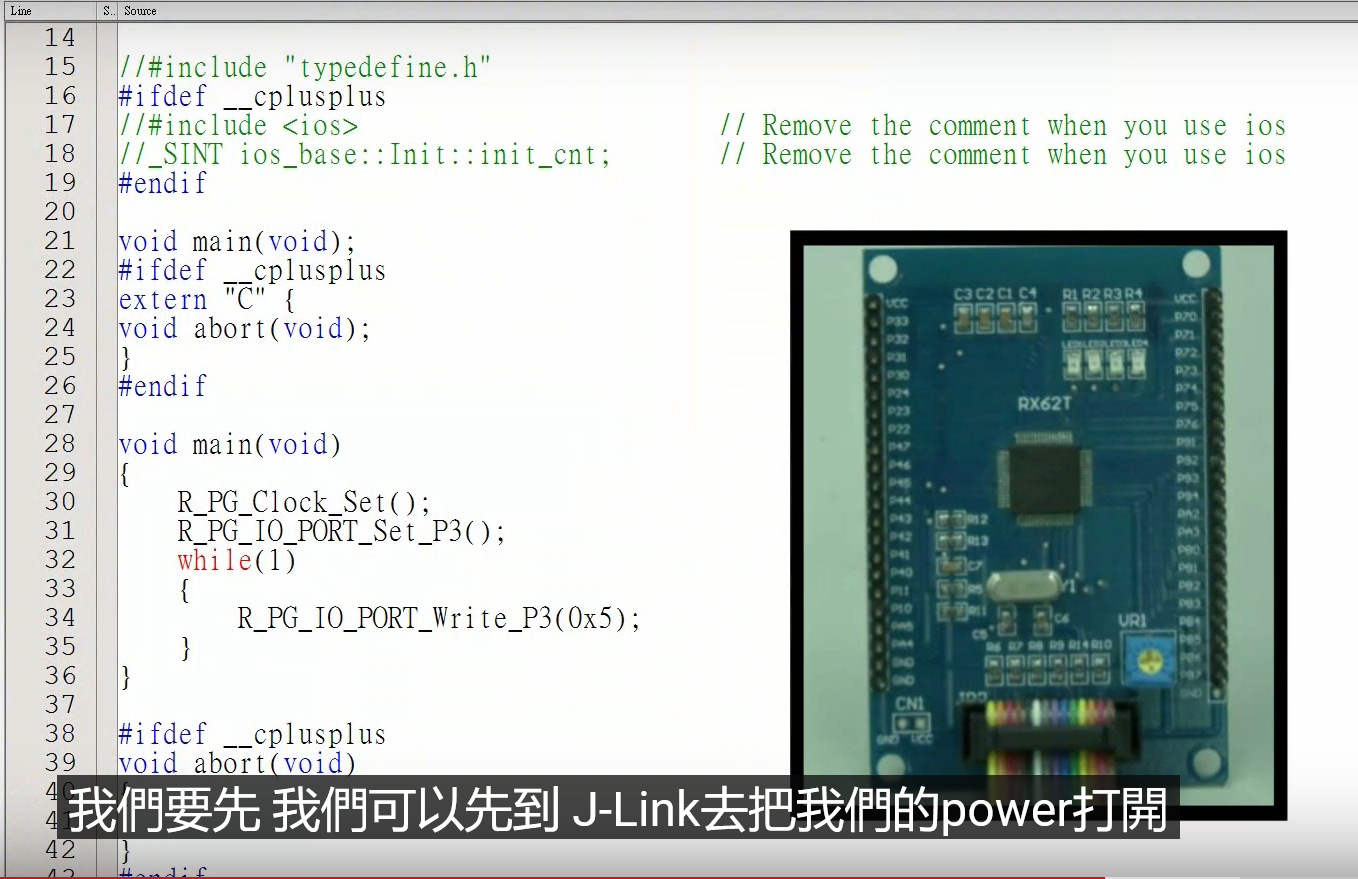 Line S.. Source
14
15 //#include "typedefine.h"
16 #ifdef __cplusplus
17 //#include <ios> // Remove the comment when you use ios
18 //_SINT ios_base::Init::init_cnt; // Remove the comment when you use ios
19 #endif
20
21 void main(void);
22 #ifdef __cplusplus
23 extern "C" {
24 void abort(void);
25 }
26 #endif
27
28 void main(void)
29 {
30 R_PG_Clock_Set();
31 R_PG_IO_PORT_Set_P3();
32 while(1)
33 {
34 R_PG_IO_PORT_Write_P3(0x5);
35 }
36 }
37
38 #ifdef __cplusplus
39 void abort(void)
40
41
42 }
43 #endif
C3 C2 C1 C4 R1 R2 R3 R4
LED1 LED2 LED3 LED4
RX62T
VCC
P33
P32
P31
P30
P24
P23
P22
P47
P46
P45
P44
P43
P42
P41
P40
P11
P10
PA5
PA4
GND
GND
VCC
P70
P71
P72
P73
P74
P75
P76
P91
P92
P93
P94
PA2
PA3
PB0
PB1
PB2
PB3
PB4
PB5
PB6
PB7
GND
R12
R13
C7
R5
R11
Y1
C5 C6
VR1
R6 R7 R8 R9 R14 R10
CN1
GND VCC
我們要先 我們可以先到 J-Link去把我們的power打開